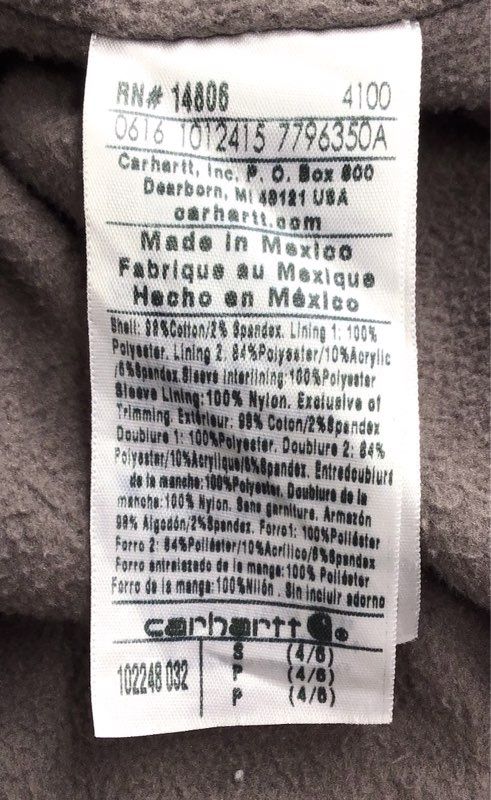 RN# 14806 4100
0616 1012415 7796350A
Carhartt, Inc. P. O. Box 600
Dearborn, MI 48121 USA
carhartt.com
Made in Mexico
Fabrique au Mexique
Hecho en México
Shell: 98%Cotton/2% Spandex. Lining 1: 100%
Polyester. Lining 2: 84%Polyester/10%Acrylic
/6%Spandex.Sleeve Interlining:100%Polyester
Sleeve Lining:100% Nylon. Exclusive of
Trimming. Extérieur: 98% Coton/2%Spandex
Doublure 1: 100%Polyester. Doublure 2: 84%
Polyester/10%Acrylique/6%Spandex. Entredoublure
de la manche:100%Polyester. Doublure de la
manche:100% Nylon. Sans garniture. Armazón
98% Algodón/2%Spandex. Forro1: 100%Poliéster
Forro 2: 84%Poliéster/10%Acrílico/6%Spandex
Forro entrelazado de la manga:100% Poliéster
Forro de la manga:100%Nilón . Sin incluir adorno
carhartt
102248 032 S (4/6)
P (4/6)
P (4/6)